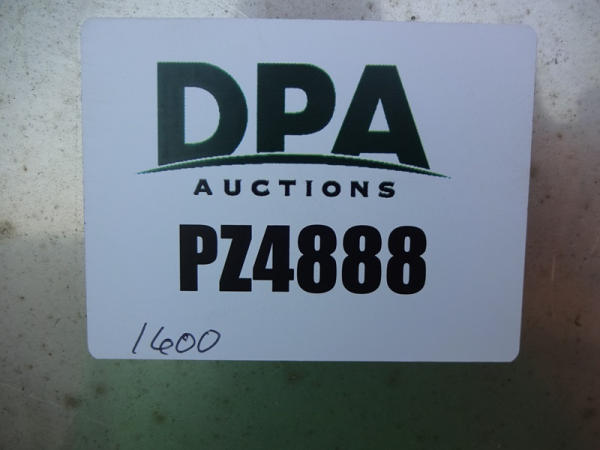 DPA
AUCTIONS
PZ4888
1600